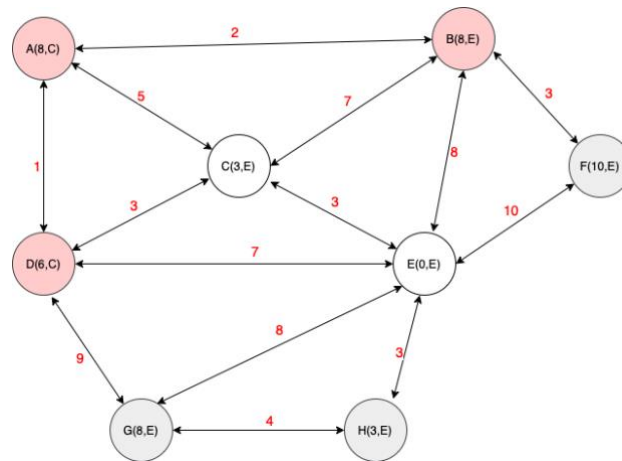 2
A(8,C)
B(8,E)
5
7
3
C(3,E)
8
F(10,E)
1
3
3
10
D(6,C)
7
E(0,E)
9
8
3
G(8,E)
4
H(3,E)